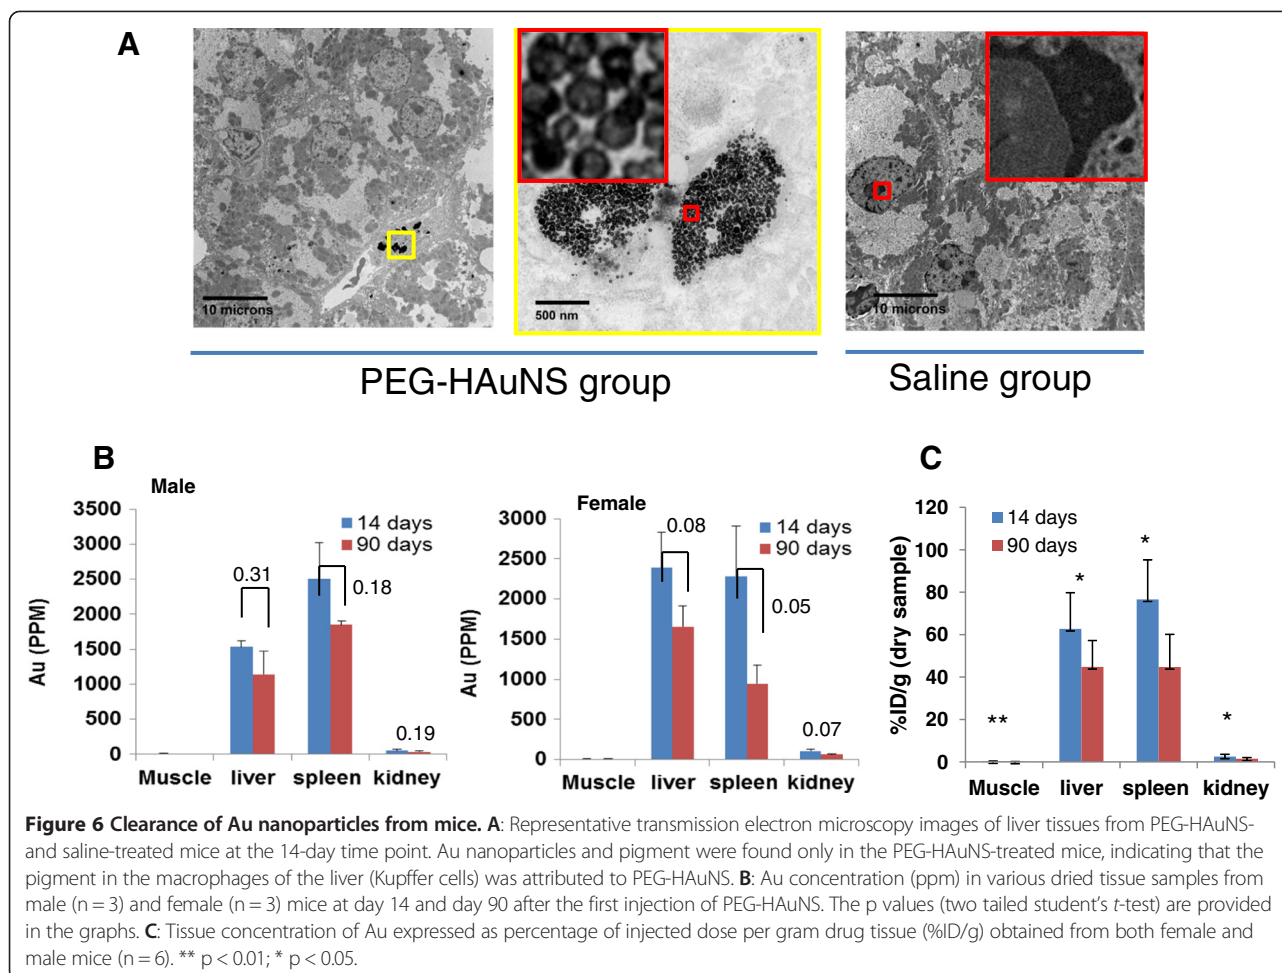 A
10 microns
500 nm
10 microns
PEG-HAuNS group
Saline group
B
Male
Au (PPM)
3500
3000
2500
2000
1500
1000
500
0
14 days
90 days
0.31
0.18
0.19
Muscle liver spleen kidney
Female
Au (PPM)
3000
2500
2000
1500
1000
500
0
14 days
90 days
0.08
0.05
0.07
Muscle liver spleen kidney
C
%ID/g (dry sample)
120
100
80
60
40
20
0
14 days
90 days
**
*
*
*
Muscle liver spleen kidney
Figure 6 Clearance of Au nanoparticles from mice. A: Representative transmission electron microscopy images of liver tissues from PEG-HAuNS-
and saline-treated mice at the 14-day time point. Au nanoparticles and pigment were found only in the PEG-HAuNS-treated mice, indicating that the
pigment in the macrophages of the liver (Kupffer cells) was attributed to PEG-HAuNS. B: Au concentration (ppm) in various dried tissue samples from
male (n = 3) and female (n = 3) mice at day 14 and day 90 after the first injection of PEG-HAuNS. The p values (two tailed student's t-test) are provided
in the graphs. C: Tissue concentration of Au expressed as percentage of injected dose per gram drug tissue (%ID/g) obtained from both female and
male mice (n = 6). ** p < 0.01; * p < 0.05.